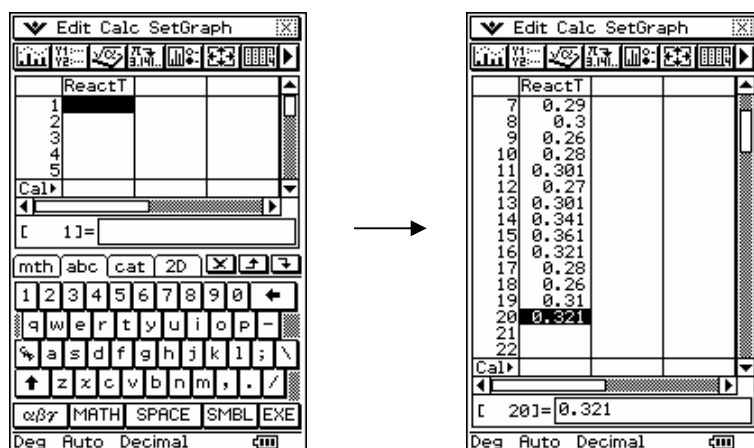 Edit Calc SetGraph
ReactT
1
2
3
4
5
Cal
[ 1]=
mth abc cat 2D
1 2 3 4 5 6 7 8 9 0
q w e r t y u i o p -
a s d f g h j k l ; \
z x c v b n m , . /
αβγ MATH SPACE SMBL EXE
Deg Auto Decimal
Edit Calc SetGraph
ReactT
7 0.29
8 0.3
9 0.26
10 0.28
11 0.301
12 0.27
13 0.301
14 0.341
15 0.361
16 0.321
17 0.28
18 0.26
19 0.31
20 0.321
21
22
Cal
[ 20]= 0.321
Deg Auto Decimal